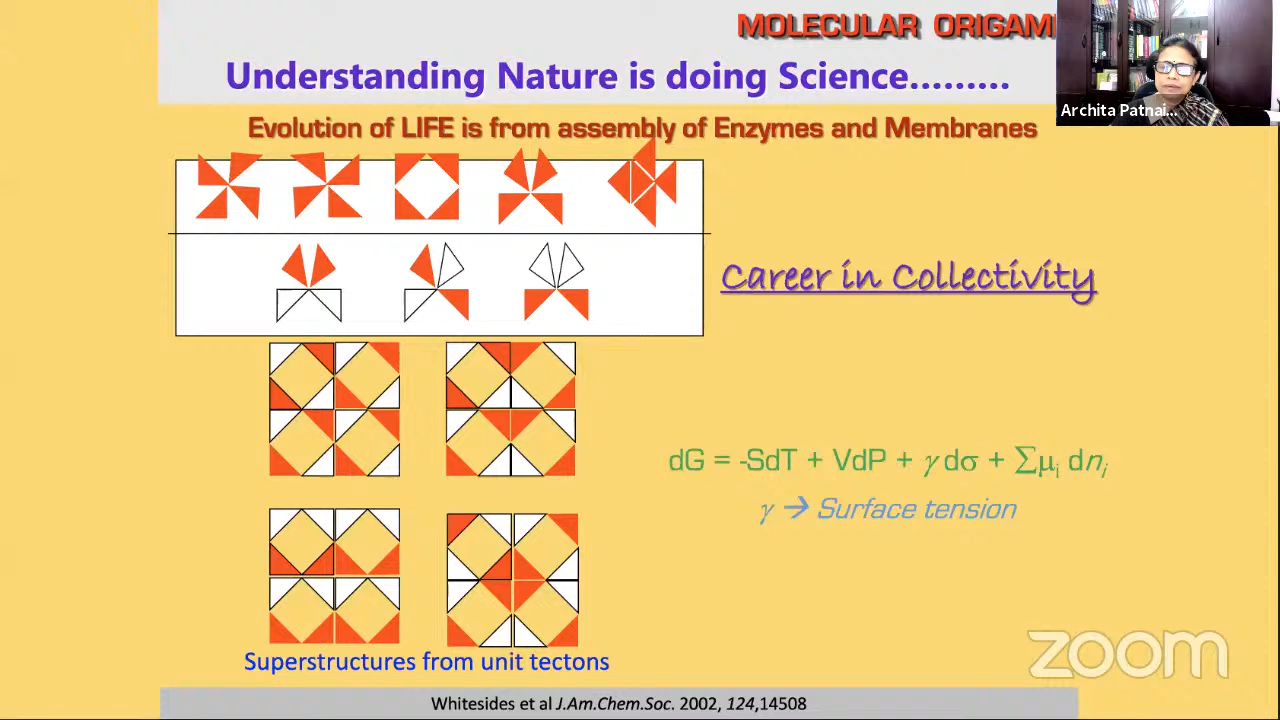 MOLECULAR ORIGAMI
Understanding Nature is doing Science.........
Archita Patnai...
Evolution of LIFE is from assembly of Enzymes and Membranes
Career in Collectivity
dG = -SdT + VdP + γ dσ + ∑μi dni
γ → Surface tension
Superstructures from unit tectons
zoom
Whitesides et al J.Am.Chem.Soc. 2002, 124,14508